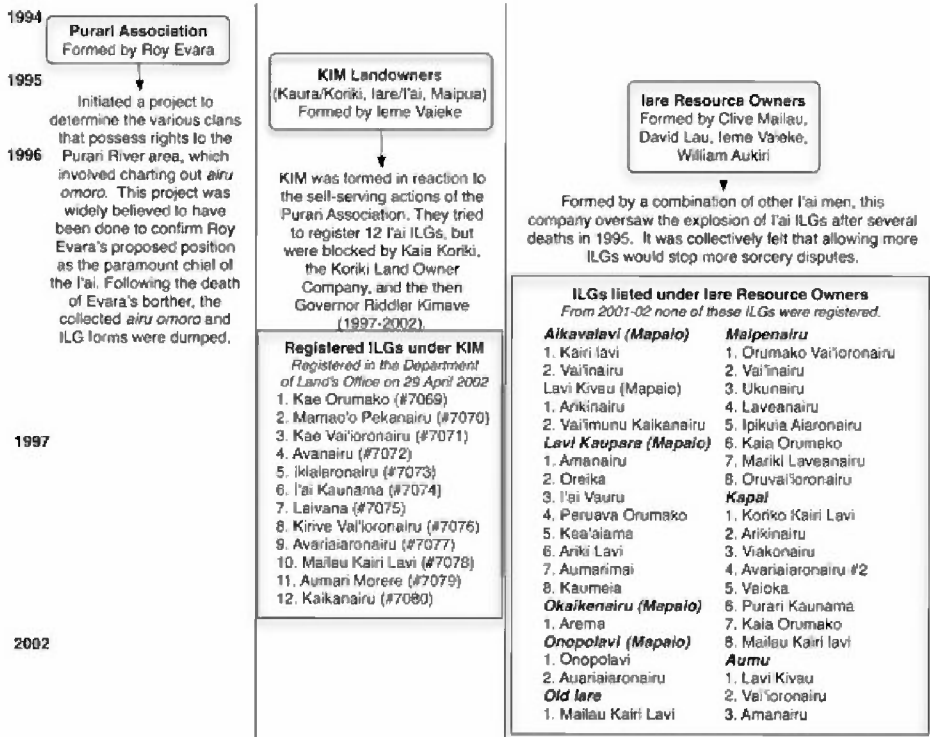 1994
Purari Association
Formed by Roy Evara
1995
Initiated a project to
determine the various clans
that possess rights to the
1996
Purari River area, which
involved charting out airu
omoro. This project was
widely believed to have
been done to confirm Roy
Evara's proposed position
as the paramount chial of
the I'ai. Following the death
of Evara's borther, the
collected airu omoro and
ILG forms were dumped.
1997
2002
KIM Landowners
(Kaura/Koriki, Iare/I'ai, Maipua)
Formed by Ieme Vaieke
KIM was formed in reaction to
the self-serving actions of the
Purari Association. They tried
to register 12 I'ai ILGs, but
were blocked by Kaia Koriki,
the Koriki Land Owner
Company, and the then
Governor Riddler Kimave
(1997-2002).
Registered ILGs under KIM
Registered in the Department
of Land's Office on 29 April 2002
1. Kae Orumako (#7069)
2. Mamao'o Pekanairu (#7070)
3. Kae Vai'ioronairu (#7071)
4. Avanairu (#7072)
5. Ikiaiaronairu (#7073)
6. I'ai Kaunama (#7074)
7. Laivana (#7075)
8. Kirive Vai'ioronairu (#7076)
9. Avariaiaronairu (#7077)
10. Mailau Kairi Lavi (#7078)
11. Aumari Morere (#7079)
12. Kaikanairu (#7080)
Iare Resource Owners
Formed by Clive Mailau,
David Lau, Ieme Vaieke,
William Aukiri
Formed by a combination of other I'ai men, this
company oversaw the explosion of I'ai ILGs after several
deaths in 1995. It was collectively felt that allowing more
ILGs would stop more sorcery disputes.
ILGs listed under Iare Resource Owners
From 2001-02 none of these ILGs were registered.
Aikavalavi (Mapaio)
1. Kairi lavi
2. Vai'inairu
Lavi Kivau (Mapaio)
1. Arikinairu
2. Vai'imunu Kaikanairu
Lavi Kaupara (Mapaio)
1. Amanairu
2. Oreika
3. I'ai Vauru
4. Peruava Orumako
5. Kea'aiama
6. Ariki Lavi
7. Aumarimai
8. Kaumeia
Okaikenairu (Mapaio)
1. Arema
Onopolavi (Mapaio)
1. Onopolavi
2. Auariaiaronairu
Old Iare
1. Mailau Kairi Lavi
Maipenairu
1. Orumako Vai'ioronairu
2. Vai'inairu
3. Ukunairu
4. Laveanairu
5. Ipikuia Aiaronairu
6. Kaia Orumako
7. Mariki Laveanairu
8. Oruvai'ioronairu
Kapai
1. Koriko Kairi Lavi
2. Arikinairu
3. Viakonairu
4. Avariaiaronairu #2
5. Vaioka
6. Purari Kaunama
7. Kaia Orumako
8. Mailau Kairi lavi
Aumu
1. Lavi Kivau
2. Vai'ioronairu
3. Amanairu